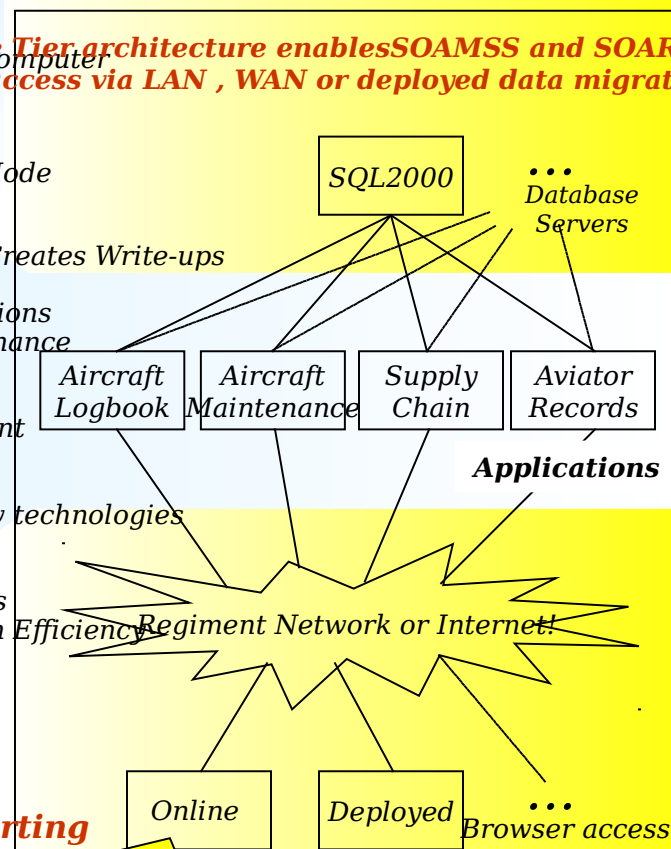 Tier architecture enablesSOAMSS and SOAR
omputer
ccess via LAN , WAN or deployed data migrat
ode
SQL2000
...
Database
Servers
Creates Write-ups
ions
nance
Aircraft
Logbook
Aircraft
Maintenance
Supply
Chain
Aviator
Records
nt
Applications
y technologies
s
n Efficiency
Regiment Network or Internet!
Online
Deployed
...
Browser access
rting